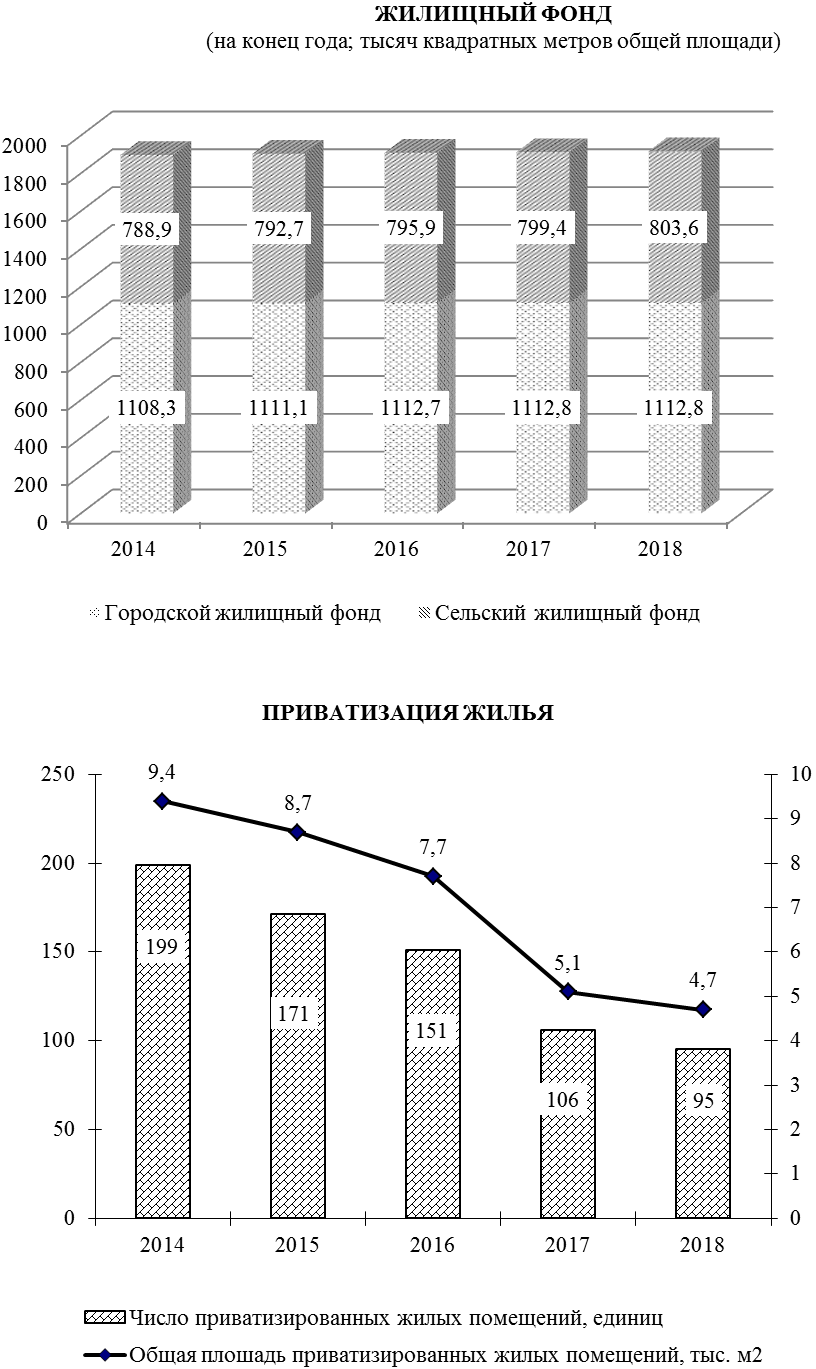 ЖИЛИЩНЫЙ ФОНД
(на конец года; тысяч квадратных метров общей площади)
2000
1800
1600
1400
1200
1000
800
600
400
200
0
788,9 792,7 795,9 799,4 803,6
1108,3 1111,1 1112,7 1112,8 1112,8
2014 2015 2016 2017 2018
Городской жилищный фонд Сельский жилищный фонд
ПРИВАТИЗАЦИЯ ЖИЛЬЯ
250
200
150
100
50
0
9,4 8,7 7,7 5,1 4,7
199 171 151 106 95
10
9
8
7
6
5
4
3
2
1
0
2014 2015 2016 2017 2018
Число приватизированных жилых помещений, единиц
Общая площадь приватизированных жилых помещений, тыс. м2